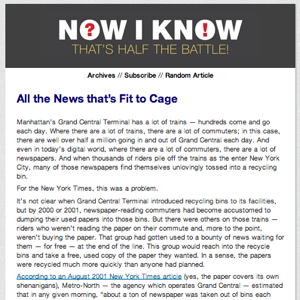 NOW I KNOW
THAT'S HALF THE BATTLE!
Archives // Subscribe // Random Article
All the News that's Fit to Cage
Manhattan's Grand Central Terminal has a lot of trains — hundreds come and go
each day. Where there are a lot of trains, there are a lot of commuters; in this case,
there are well over half a million going in and out of Grand Central each day. And
even in today's digital world, where there are a lot of commuters, there are a lot of
newspapers. And when thousands of riders pile off the trains as the enter New York
City, many of those newspapers find themselves unlovingly tossed into a recycling
bin.
For the New York Times, this was a problem.
It's not clear when Grand Central Terminal introduced recycling bins to its facilities,
but by 2000 or 2001, newspaper-reading commuters had become accustomed to
dumping their used papers into those bins. But there were others on those trains —
riders who weren't reading the paper on their commute and, more to the point,
weren't buying the paper. That group had gotten used to a bounty of news waiting for
them — for free — at the end of the line. This group would reach into the recycle
bins and take a free, used copy of the paper they wanted. In a sense, the papers
were recycled much more quickly than anyone had planned.
According to an August 2001 New York Times article (yes, the paper covers its own
shenanigans), Metro-North — the agency which operates Grand Central — estimated
that in any given morning, "about a ton of newspaper was taken out of bins each